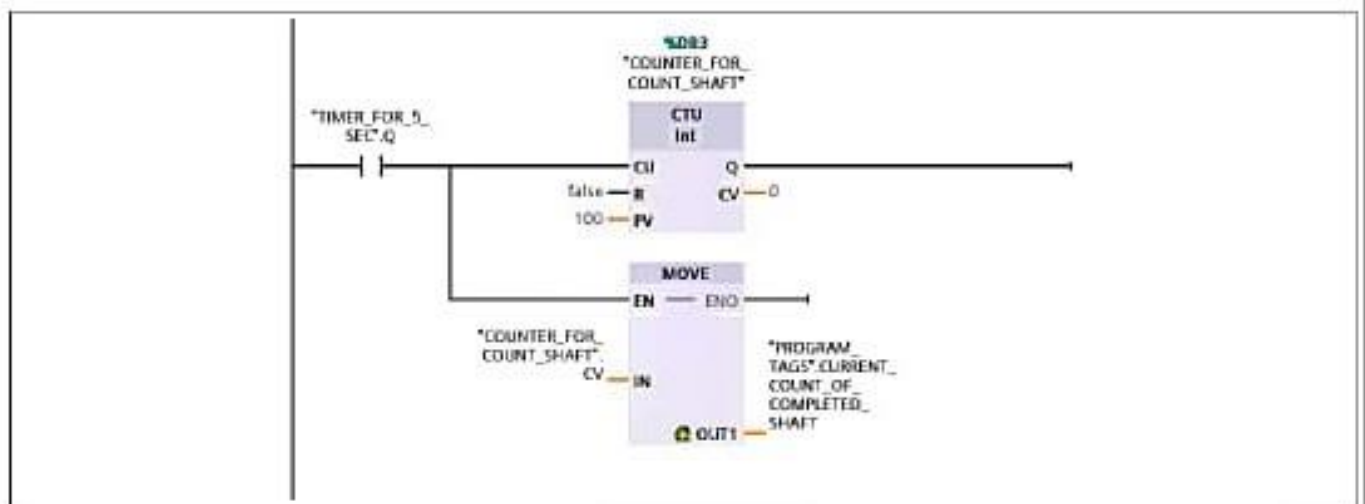 %DB3
"COUNTER_FOR_
COUNT_SHAFT"
"TIMER_FOR_5_
SEC".Q
CTU
Int
CU
Q
false
R
CV
0
100
PV
MOVE
EN
ENO
"COUNTER_FOR_
COUNT_SHAFT".
CV
IN
"PROGRAM_
TAGS".CURRENT_
COUNT_OF_
COMPLETED_
SHAFT
OUT1